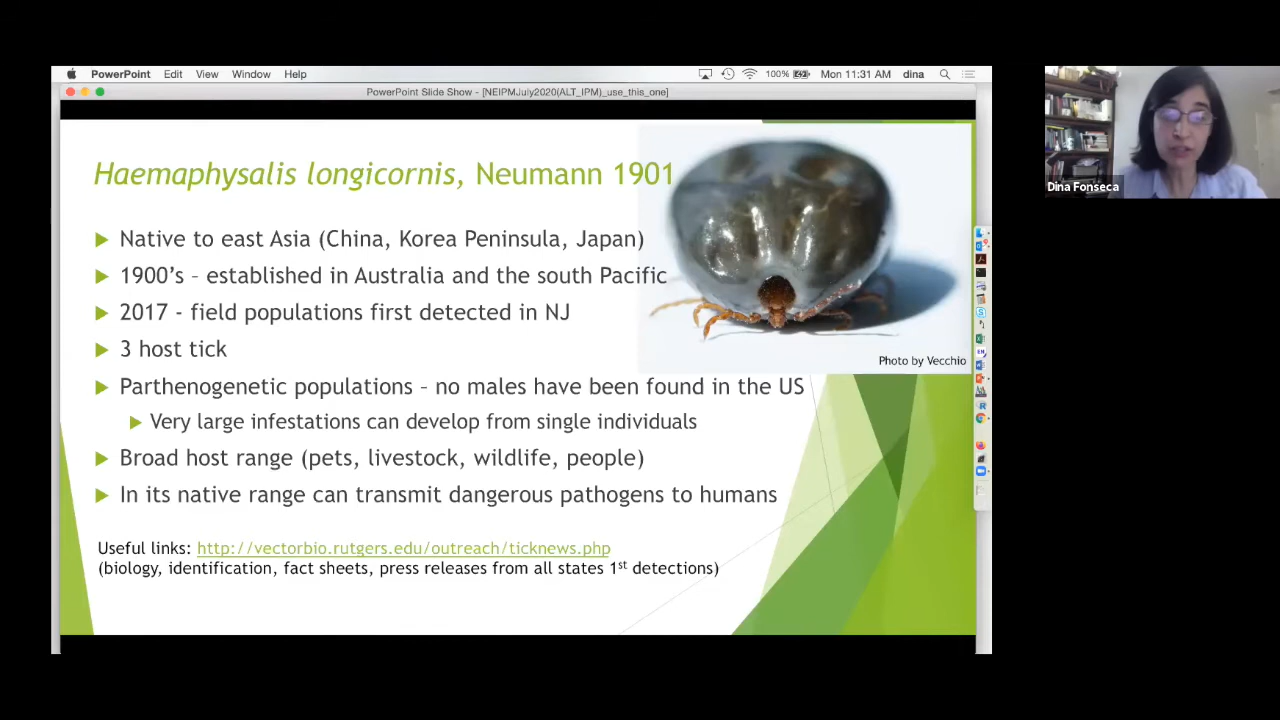 PowerPoint Edit View Window Help 100% Mon 11:31 AM dina
PowerPoint Slide Show - [NEIPMJuly2020(ALT_IPM)_use_this_one]
Haemaphysalis longicornis, Neumann 1901
Native to east Asia (China, Korea Peninsula, Japan)
1900's – established in Australia and the south Pacific
2017 - field populations first detected in NJ
3 host tick
Photo by Vecchio
Parthenogenetic populations – no males have been found in the US
Very large infestations can develop from single individuals
Broad host range (pets, livestock, wildlife, people)
In its native range can transmit dangerous pathogens to humans
Useful links: http://vectorbio.rutgers.edu/outreach/ticknews.php
(biology, identification, fact sheets, press releases from all states 1st detections)
Dina Fonseca